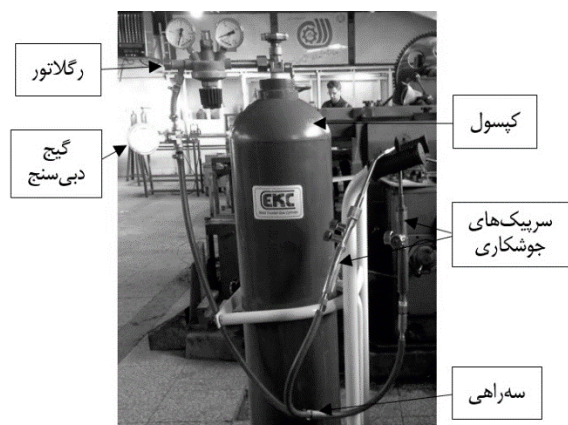 رگلاتور
گیج
دبی‌سنج
کپسول
سرپیک‌های
جوشکاری
سه‌راهی
EKC